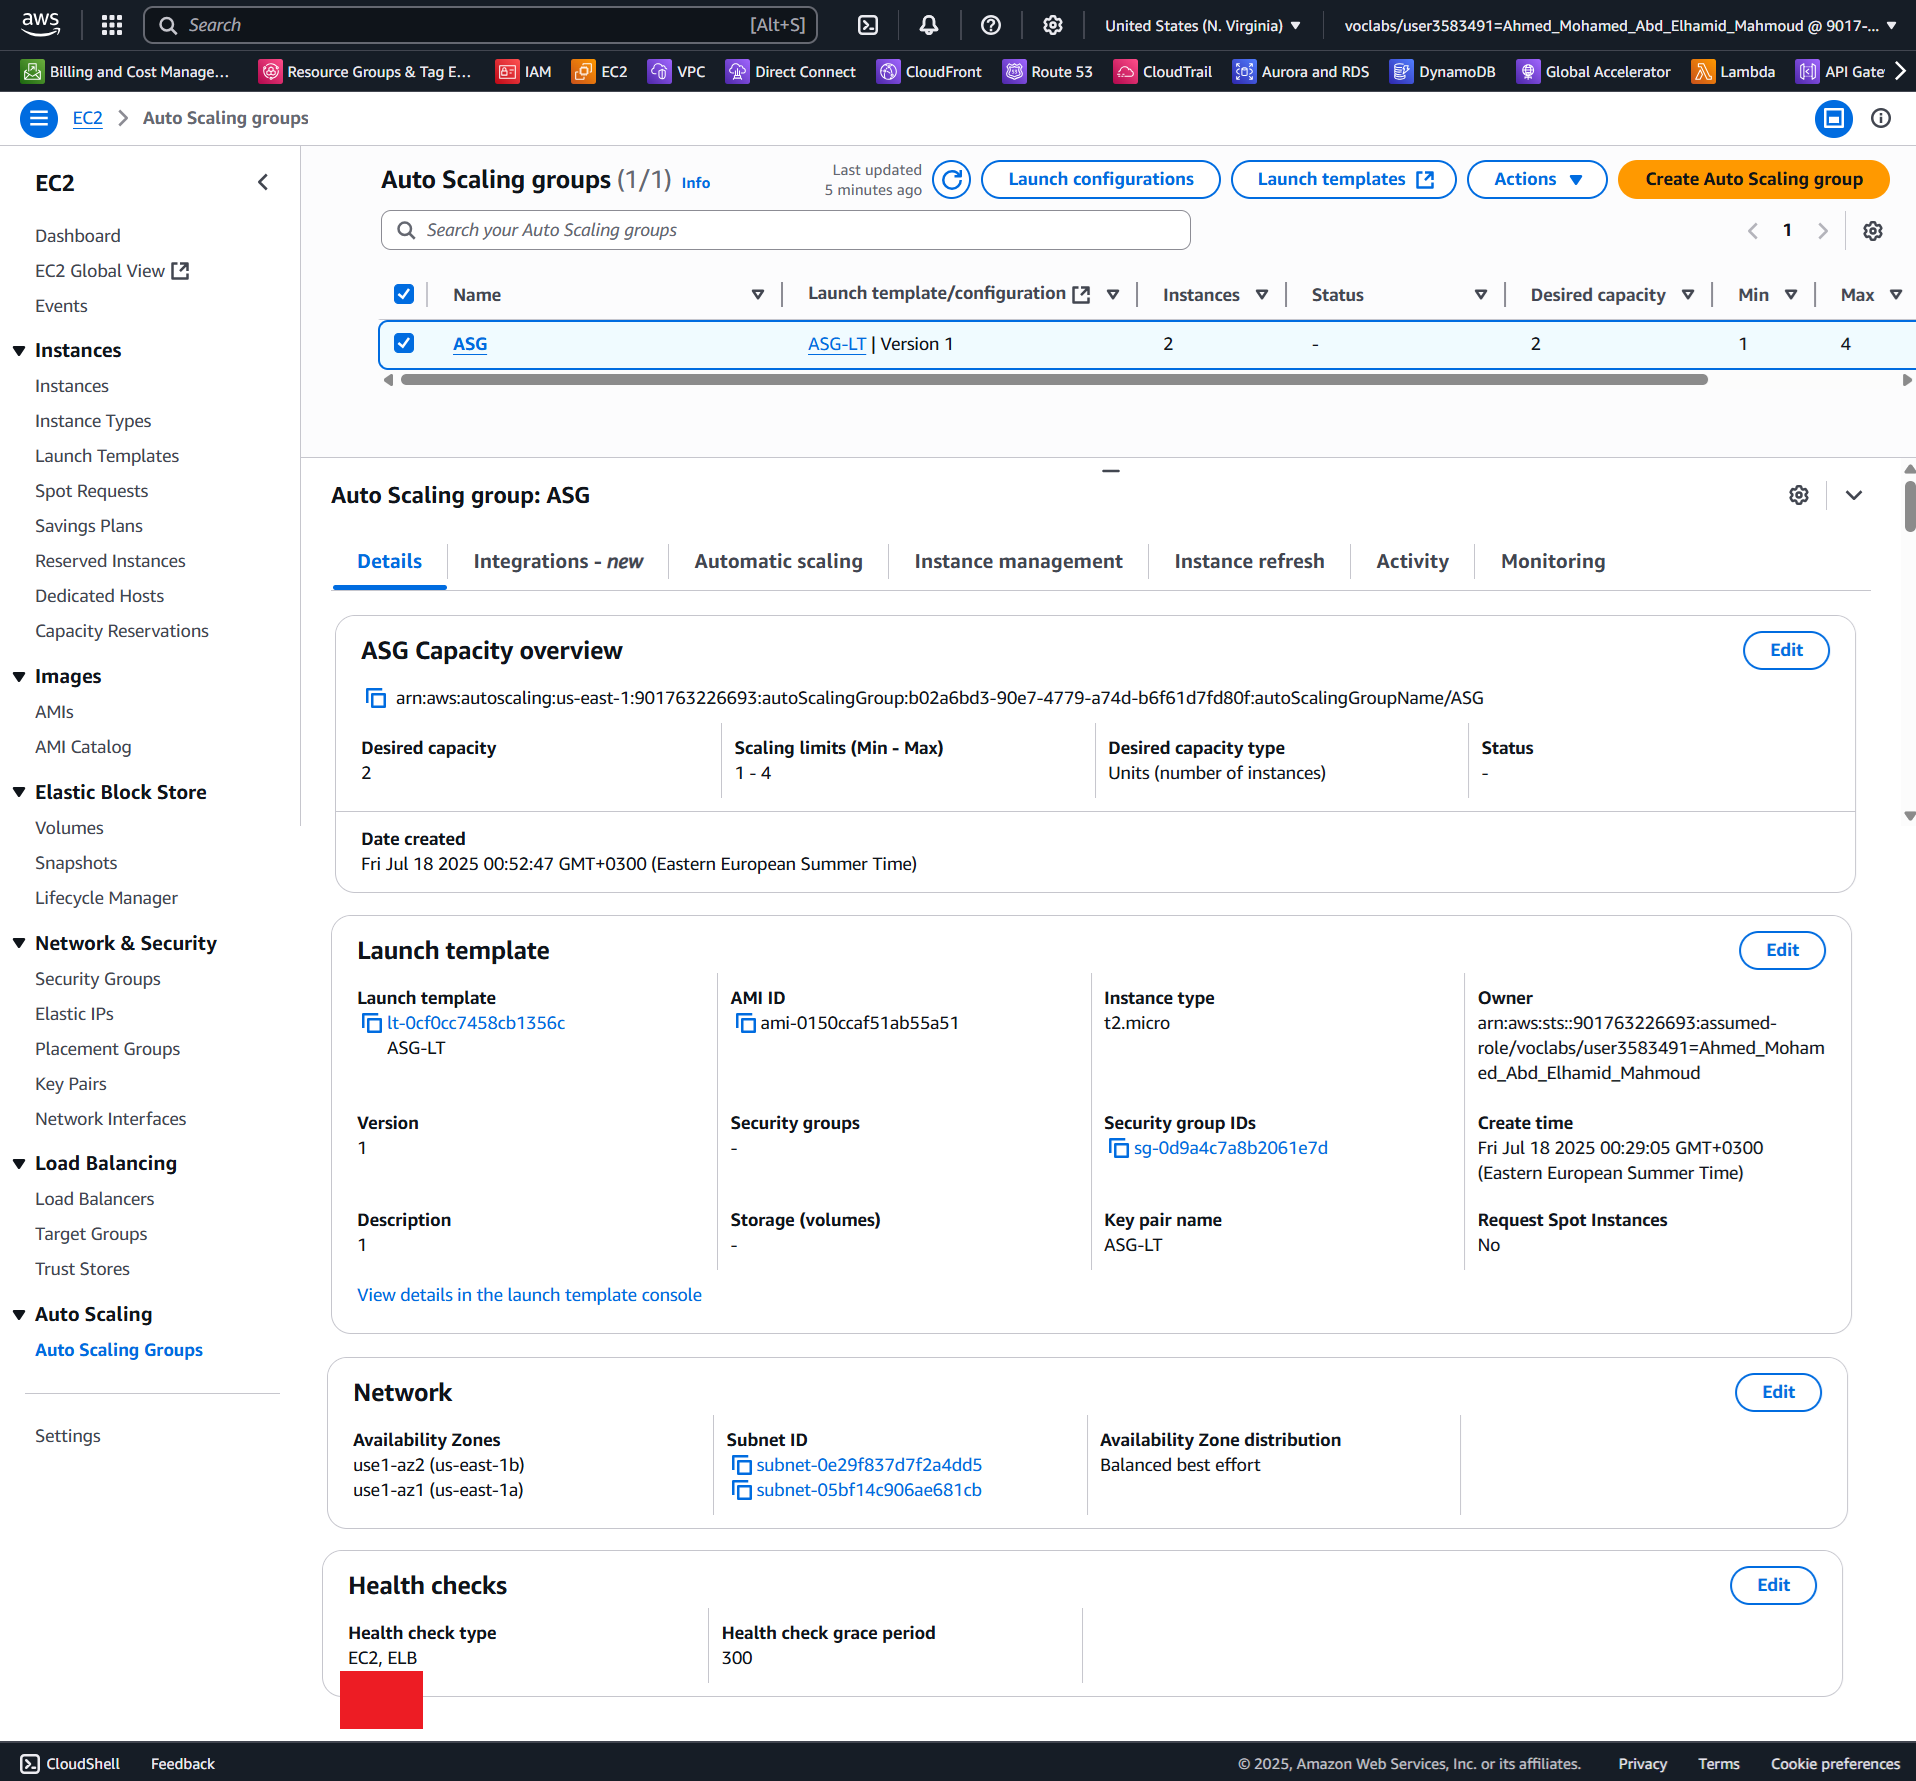 aws
Search [Alt+S]
United States (N. Virginia)
voclabs/user3583491=Ahmed_Mohamed_Abd_Elhamid_Mahmoud @ 9017-...
Billing and Cost Manage...
Resource Groups & Tag E...
IAM
EC2
VPC
Direct Connect
CloudFront
Route 53
CloudTrail
Aurora and RDS
DynamoDB
Global Accelerator
Lambda
API Gate
EC2 > Auto Scaling groups
EC2
Dashboard
EC2 Global View
Events
Instances
Instances
Instance Types
Launch Templates
Spot Requests
Savings Plans
Reserved Instances
Dedicated Hosts
Capacity Reservations
Images
AMIs
AMI Catalog
Elastic Block Store
Volumes
Snapshots
Lifecycle Manager
Network & Security
Security Groups
Elastic IPs
Placement Groups
Key Pairs
Network Interfaces
Load Balancing
Load Balancers
Target Groups
Trust Stores
Auto Scaling
Auto Scaling Groups
Settings
Auto Scaling groups (1/1) Info
Last updated
5 minutes ago
Launch configurations
Launch templates
Actions
Create Auto Scaling group
Search your Auto Scaling groups
1
Name Launch template/configuration Instances Status Desired capacity Min Max
ASG ASG-LT | Version 1 2 - 2 1 4
Auto Scaling group: ASG
Details Integrations - new Automatic scaling Instance management Instance refresh Activity Monitoring
ASG Capacity overview
Edit
arn:aws:autoscaling:us-east-1:901763226693:autoScalingGroup:b02a6bd3-90e7-4779-a74d-b6f61d7fd80f:autoScalingGroupName/ASG
Desired capacity
2
Scaling limits (Min - Max)
1 - 4
Desired capacity type
Units (number of instances)
Status
-
Date created
Fri Jul 18 2025 00:52:47 GMT+0300 (Eastern European Summer Time)
Launch template
Edit
Launch template
lt-0cf0cc7458cb1356c
ASG-LT
AMI ID
ami-0150ccaf51ab55a51
Instance type
t2.micro
Owner
arn:aws:sts::901763226693:assumed-
role/voclabs/user3583491=Ahmed_Moham
ed_Abd_Elhamid_Mahmoud
Version
1
Security groups
-
Security group IDs
sg-0d9a4c7a8b2061e7d
Create time
Fri Jul 18 2025 00:29:05 GMT+0300
(Eastern European Summer Time)
Description
1
Storage (volumes)
-
Key pair name
ASG-LT
Request Spot Instances
No
View details in the launch template console
Network
Edit
Availability Zones
use1-az2 (us-east-1b)
use1-az1 (us-east-1a)
Subnet ID
subnet-0e29f837d7f2a4dd5
subnet-05bf14c906ae681cb
Availability Zone distribution
Balanced best effort
Health checks
Edit
Health check type
EC2, ELB
Health check grace period
300
CloudShell Feedback
© 2025, Amazon Web Services, Inc. or its affiliates. Privacy Terms Cookie preferences